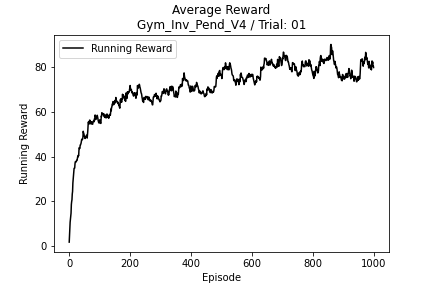 Average Reward
Gym_Inv_Pend_V4 / Trial: 01
Running Reward
Running Reward
80
60
40
20
0
0 200 400 600 800 1000
Episode